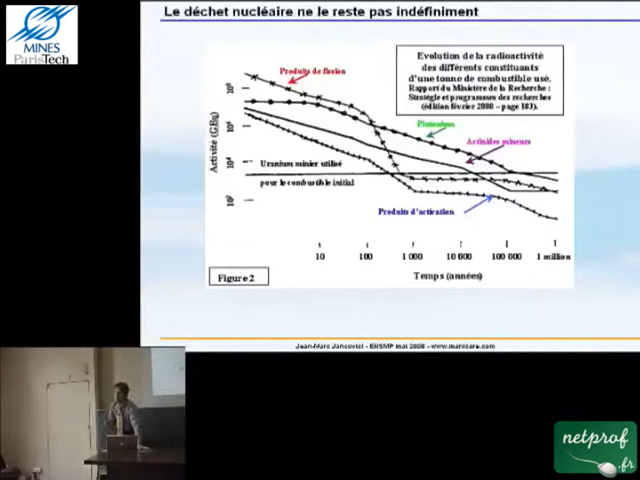 Le déchet nucléaire ne le reste pas indéfiniment
MINES
ParisTech
Evolution de la radioactivité
des différents constituants
d'une tonne de combustible usé.
Rapport du Ministère de la Recherche :
Stratégie et programmes des recherches
(édition février 2000 – page 183).
Produits de fission
Plutonium
Actinides mineurs
Activité (GBq)
Uranium minier utilisé
pour le combustible initial
Produits d'activation
10 100 1 000 10 000 100 000 1 million
Temps (années)
Figure 2
Jean-Marc Jancovici - ENSMP mai 2008 - www.manicore.com
netprof
.fr